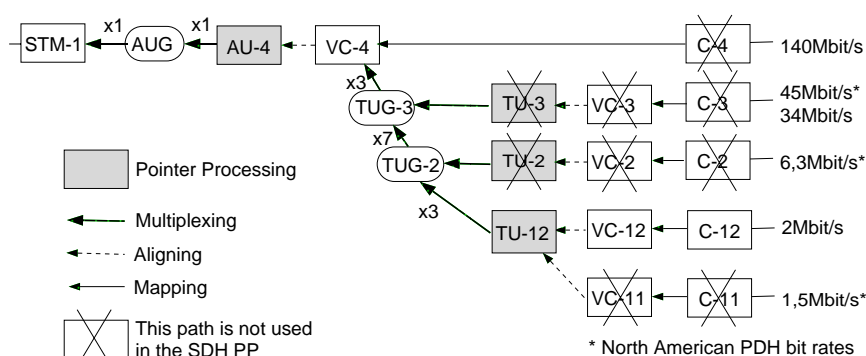 x1 x1
STM-1 AUG AU-4 VC-4 C-4 140Mbit/s
x3
TUG-3 TU-3 VC-3 C-3 45Mbit/s*
34Mbit/s
x7
TUG-2 TU-2 VC-2 C-2 6,3Mbit/s*
Pointer Processing
x3
Multiplexing
TU-12 VC-12 C-12 2Mbit/s
Aligning
Mapping
VC-11 C-11 1,5Mbit/s*
This path is not used
in the SDH PP
* North American PDH bit rates